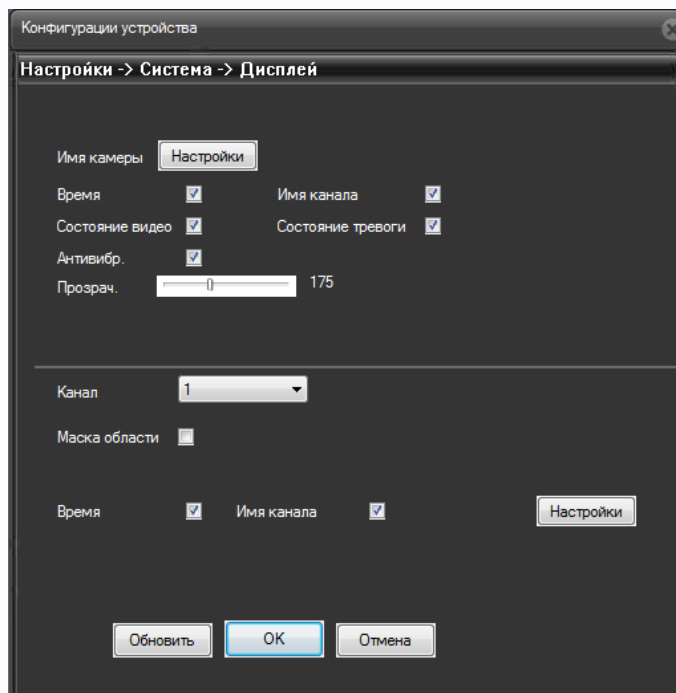 Конфигурации устройства
Настройки -> Система -> Дисплей
Имя камеры Настройки
Время Имя канала
Состояние видео Состояние тревоги
Антивибр.
Прозрач. 175
Канал 1
Маска области
Время Имя канала Настройки
Обновить OK Отмена